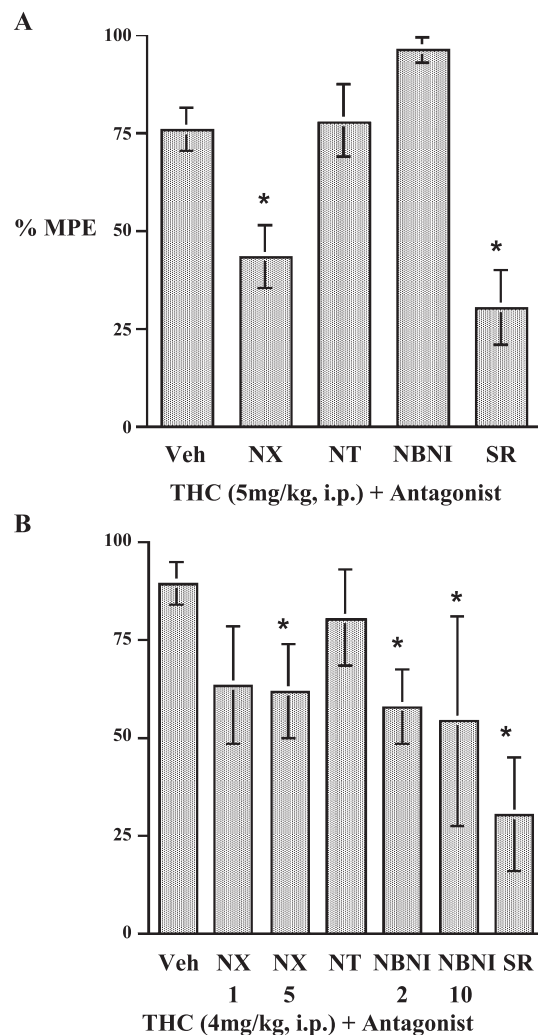 A
100
75
% MPE
50
25
0
*
*
Veh NX NT NBNI SR
THC (5mg/kg, i.p.) + Antagonist
B
100
75
50
25
0
*
*
*
*
Veh NX NX NT NBNI NBNI SR
1 5 2 10
THC (4mg/kg, i.p.) + Antagonist